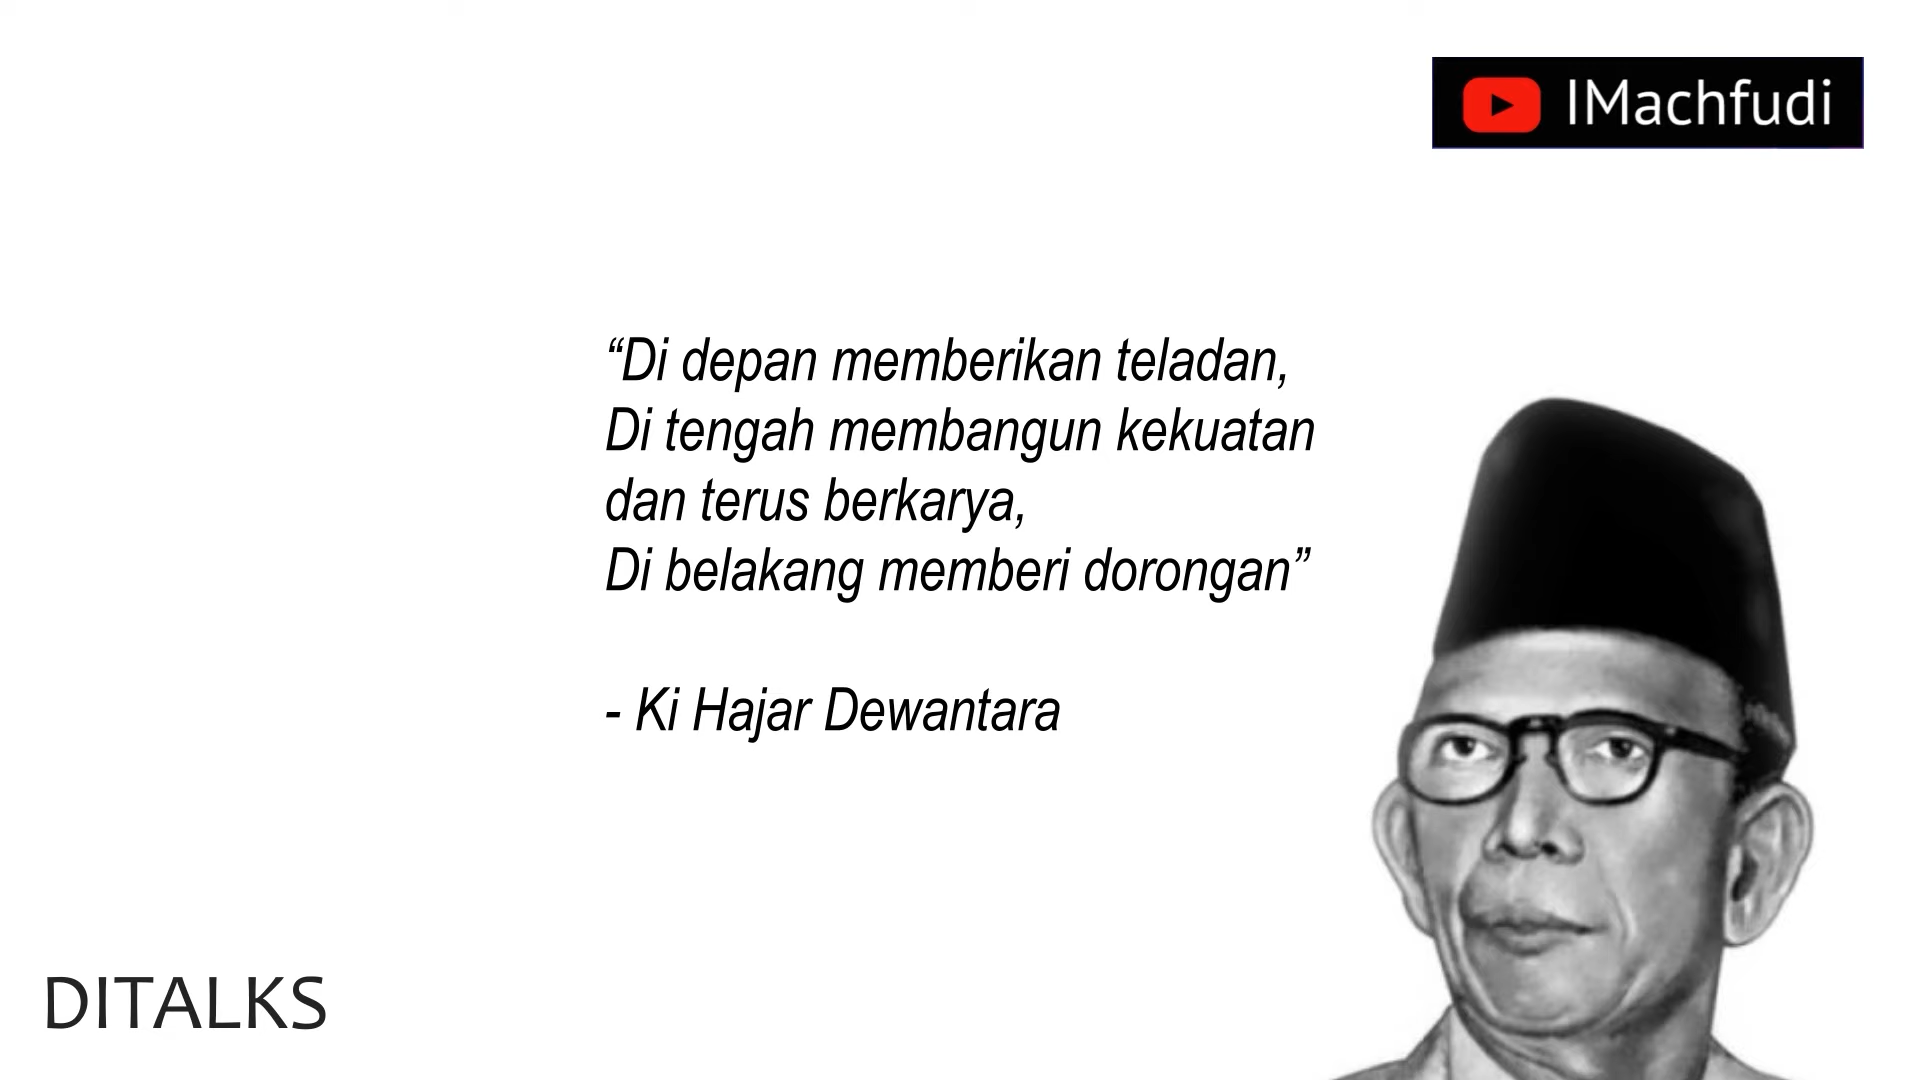 IMachfudi
“Di depan memberikan teladan,
Di tengah membangun kekuatan
dan terus berkarya,
Di belakang memberi dorongan”
- Ki Hajar Dewantara
DITALKS